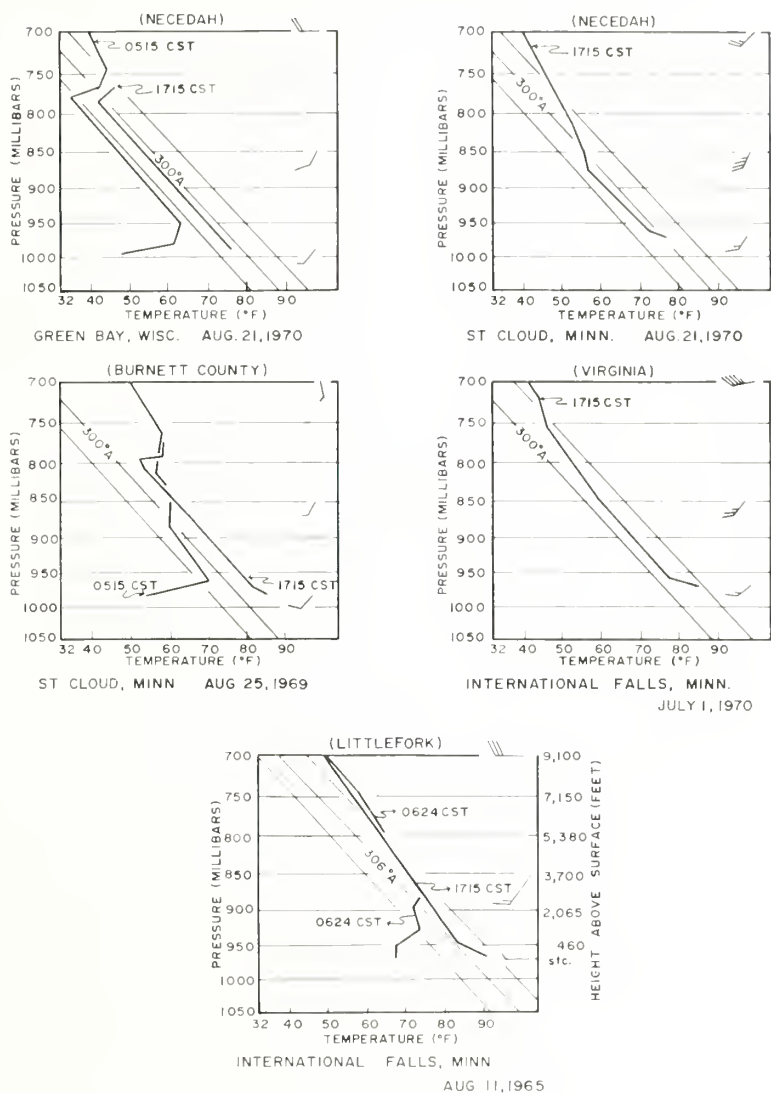 (NECEDAH)
700
750
800
850
900
950
1000
1050
PRESSURE (MILLIBARS)
0515 CST
1715 CST
300°A
32 40 50 60 70 80 90
TEMPERATURE (°F)
GREEN BAY, WISC. AUG. 21, 1970
(NECEDAH)
700
750
800
850
900
950
1000
1050
PRESSURE (MILLIBARS)
1715 CST
300°A
32 40 50 60 70 80 90
TEMPERATURE (°F)
ST CLOUD, MINN. AUG. 21, 1970
(BURNETT COUNTY)
700
750
800
850
900
950
1000
1050
PRESSURE (MILLIBARS)
300°A
0515 CST
1715 CST
32 40 50 60 70 80 90
TEMPERATURE (°F)
ST CLOUD, MINN AUG 25, 1969
(VIRGINIA)
700
750
800
850
900
950
1000
1050
PRESSURE (MILLIBARS)
1715 CST
300°A
32 40 50 60 70 80 90
TEMPERATURE (°F)
INTERNATIONAL FALLS, MINN.
JULY 1, 1970
(LITTLEFORK)
700
750
800
850
900
950
1000
1050
PRESSURE (MILLIBARS)
0624 CST
306°A
1715 CST
0624 CST
9,100
7,150
5,380
3,700
2,065
460
sfc.
HEIGHT ABOVE SURFACE (FEET)
32 40 50 60 70 80 90
TEMPERATURE (°F)
INTERNATIONAL FALLS, MINN
AUG 11, 1965